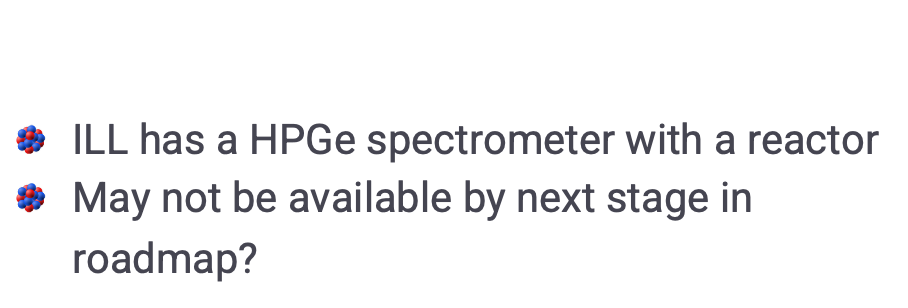 ILL has a HPGe spectrometer with a reactor
May not be available by next stage in
roadmap?